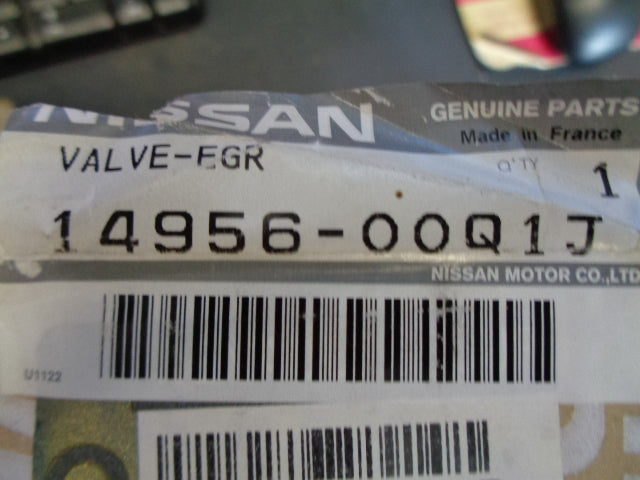 NISSAN GENUINE PARTS
Made in France
VALVE-EGR Q'TY 1
14956-00Q1J
NISSAN MOTOR CO.,LTD
U1122